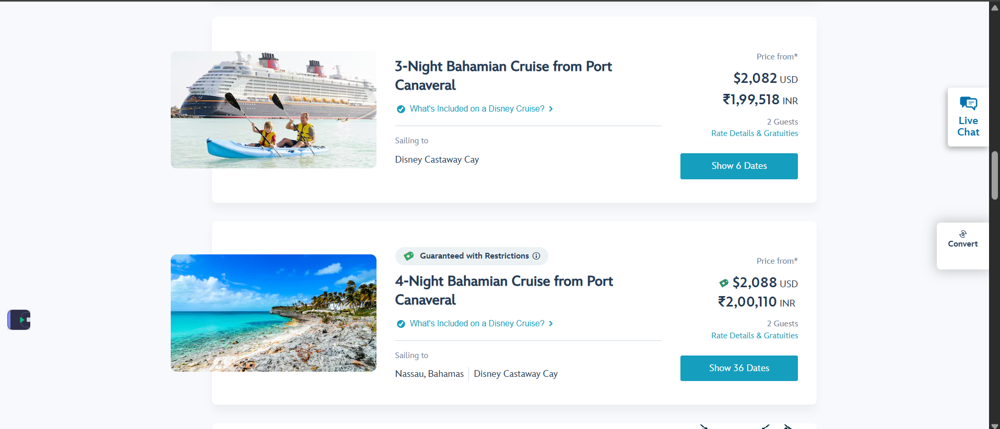 3-Night Bahamian Cruise from Port
Canaveral
What's Included on a Disney Cruise?
Sailing to
Disney Castaway Cay
Price from*
$2,082 USD
₹1,99,518 INR
2 Guests
Rate Details & Gratuities
Show 6 Dates
Live
Chat
Convert
Guaranteed with Restrictions
4-Night Bahamian Cruise from Port
Canaveral
What's Included on a Disney Cruise?
Sailing to
Nassau, Bahamas
Disney Castaway Cay
Price from*
$2,088 USD
₹2,00,110 INR
2 Guests
Rate Details & Gratuities
Show 36 Dates